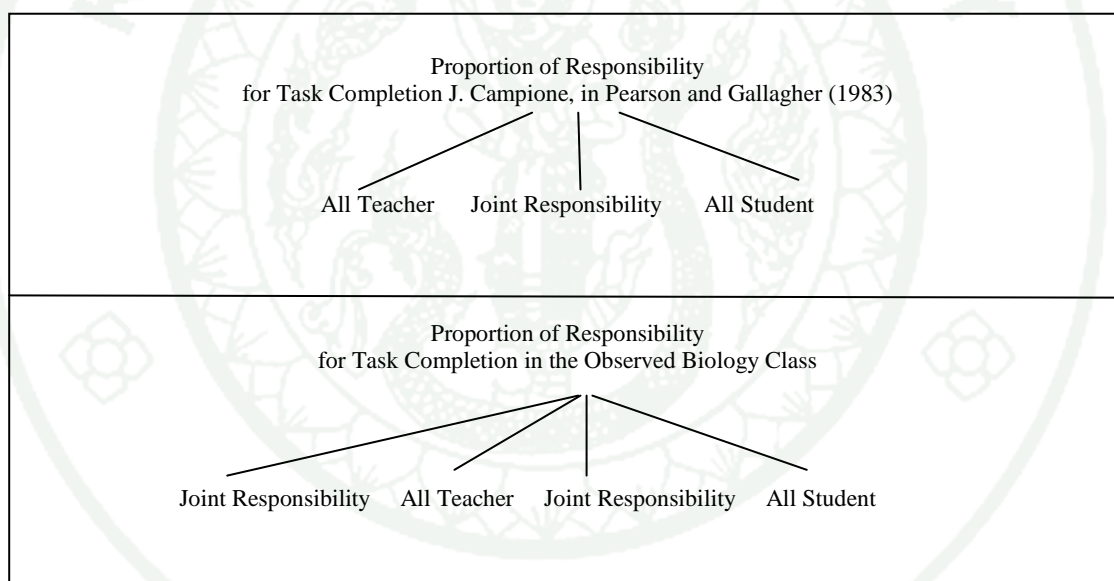 Proportion of Responsibility
for Task Completion J. Campione, in Pearson and Gallagher (1983)
All Teacher Joint Responsibility All Student
Proportion of Responsibility
for Task Completion in the Observed Biology Class
Joint Responsibility All Teacher Joint Responsibility All Student